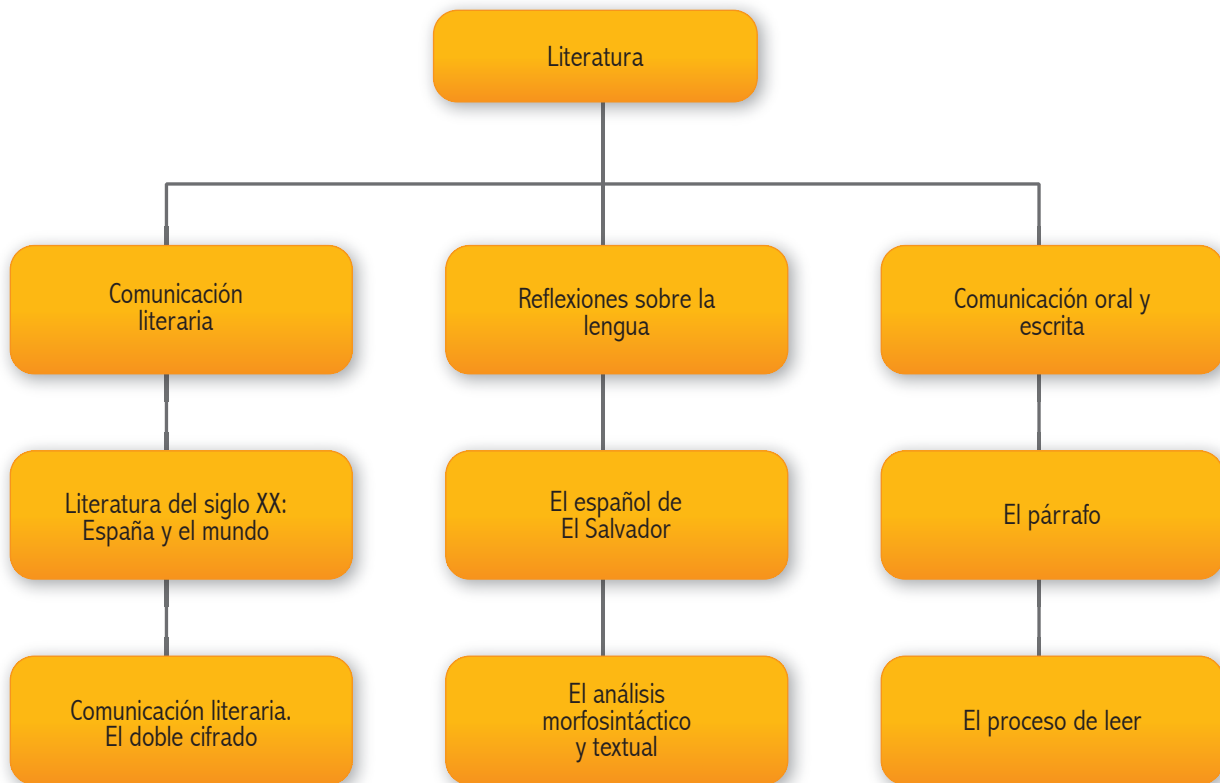 Literatura
Comunicación
literaria
Reflexiones sobre la
lengua
Comunicación oral y
escrita
Literatura del siglo XX:
España y el mundo
El español de
El Salvador
El párrafo
Comunicación literaria.
El doble cifrado
El análisis
morfosintáctico
y textual
El proceso de leer